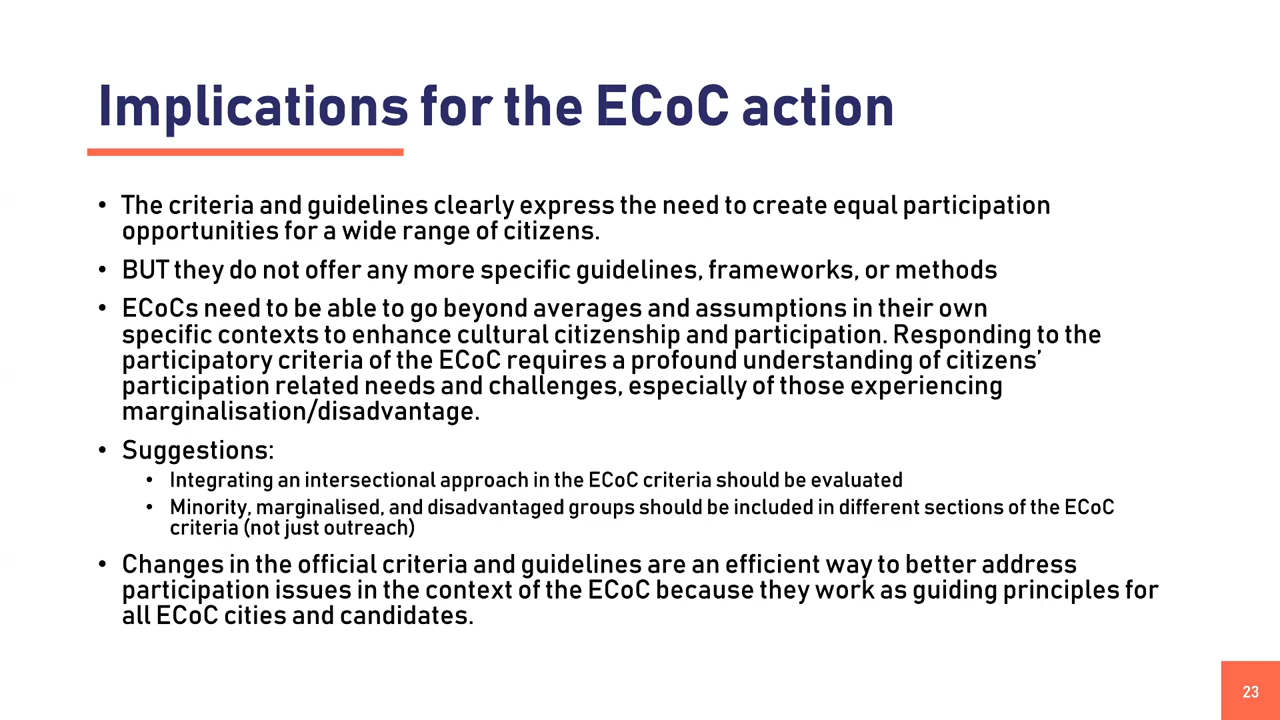 Implications for the ECoC action
• The criteria and guidelines clearly express the need to create equal participation
opportunities for a wide range of citizens.
• BUT they do not offer any more specific guidelines, frameworks, or methods
• ECoCs need to be able to go beyond averages and assumptions in their own
specific contexts to enhance cultural citizenship and participation. Responding to the
participatory criteria of the ECoC requires a profound understanding of citizens’
participation related needs and challenges, especially of those experiencing
marginalisation/disadvantage.
• Suggestions:
• Integrating an intersectional approach in the ECoC criteria should be evaluated
• Minority, marginalised, and disadvantaged groups should be included in different sections of the ECoC
criteria (not just outreach)
• Changes in the official criteria and guidelines are an efficient way to better address
participation issues in the context of the ECoC because they work as guiding principles for
all ECoC cities and candidates.
23